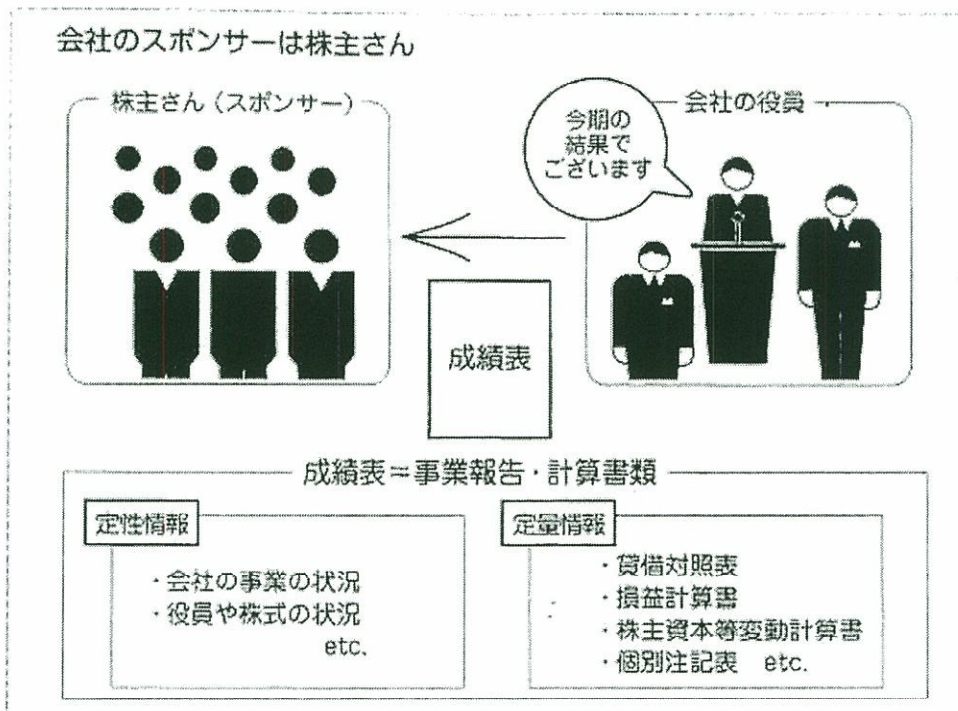 会社のスポンサーは株主さん
株主さん（スポンサー）
会社の役員
今期の
結果で
ございます
成績表
成績表＝事業報告・計算書類
定性情報
・会社の事業の状況
・役員や株式の状況
etc.
定量情報
・貸借対照表
・損益計算書
・株主資本等変動計算書
・個別注記表　etc.